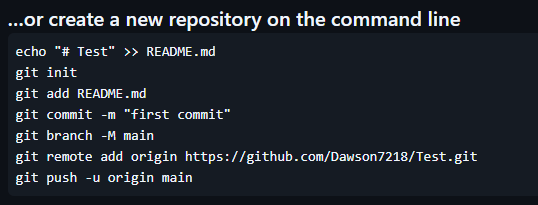 ...or create a new repository on the command line
echo "# Test" >> README.md
git init
git add README.md
git commit -m "first commit"
git branch -M main
git remote add origin https://github.com/Dawson7218/Test.git
git push -u origin main